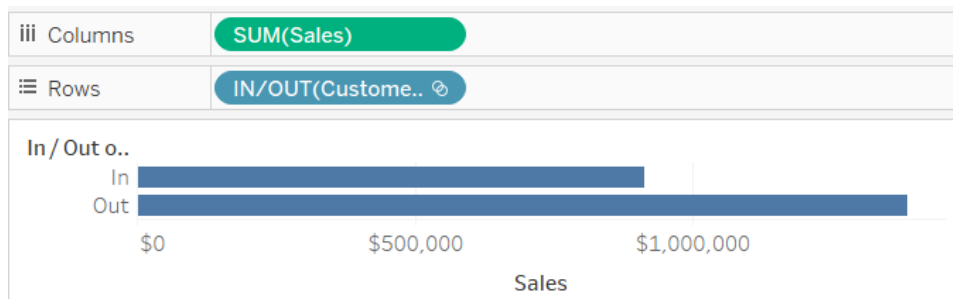 Columns SUM(Sales)
Rows IN/OUT(Custome..
In / Out o..
In
Out
$0 $500,000 $1,000,000
Sales